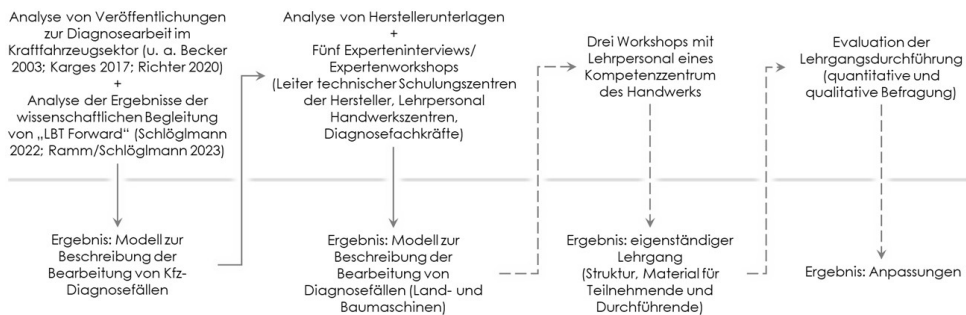 Analyse von Veröffentlichungen
zur Diagnosearbeit im
Kraftfahrzeugsektor (u. a. Becker
2003; Karges 2017; Richter 2020)
+
Analyse der Ergebnisse der
wissenschaftlichen Begleitung
von „LBT Forward“ (Schlöglmann
2022; Ramm/Schlöglmann 2023)
Ergebnis: Modell zur
Beschreibung der
Bearbeitung von Kfz-
Diagnosefällen
Analyse von Herstellerunterlagen
+
Fünf Experteninterviews/
Expertenworkshops
(Leiter technischer Schulungszentren
der Hersteller, Lehrpersonal
Handwerkszentren,
Diagnosefachkräfte)
Ergebnis: Modell zur
Beschreibung der
Bearbeitung von
Diagnosefällen (Land- und
Baumaschinen)
Drei Workshops mit
Lehrpersonal eines
Kompetenzzentrum
des Handwerks
Ergebnis: eigenständiger
Lehrgang
(Struktur, Material für
Teilnehmende und
Durchführende)
Evaluation der
Lehrgangsdurchführung
(quantitative und
qualitative Befragung)
Ergebnis: Anpassungen